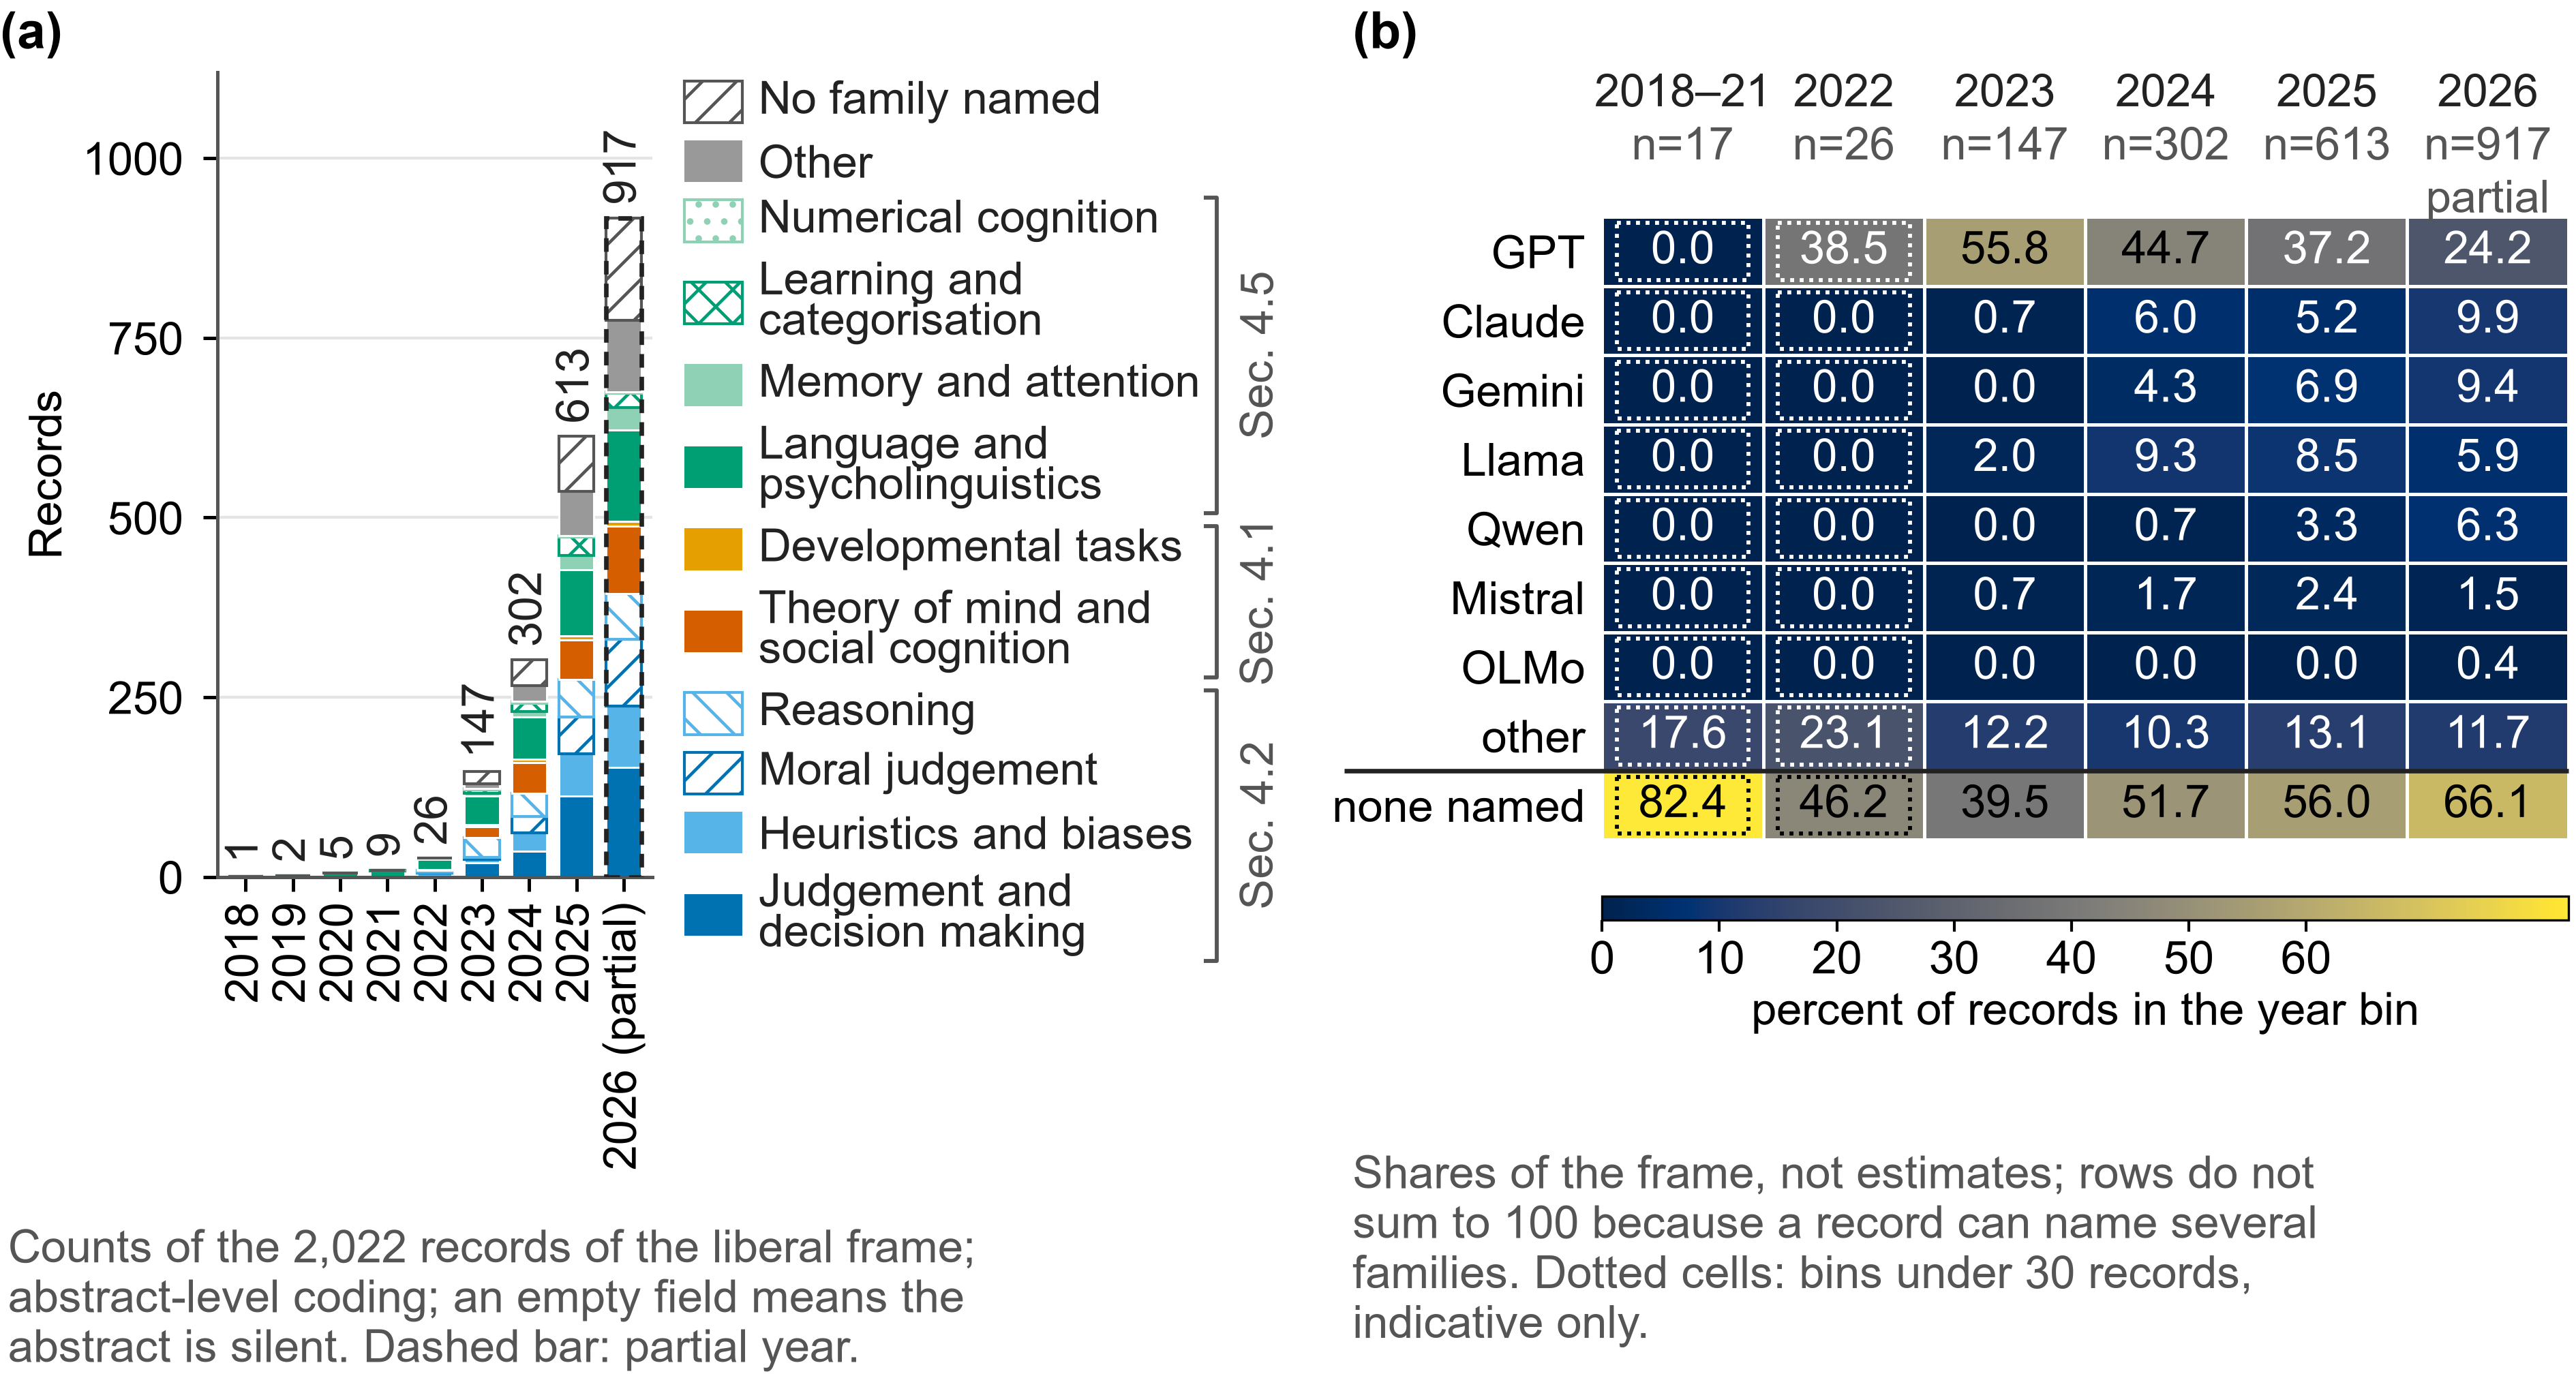 (a)
Records
1000
750
500
250
0
1
2
5
9
26
147
302
613
917
2018
2019
2020
2021
2022
2023
2024
2025
2026 (partial)
No family named
Other
Numerical cognition
Learning and
categorisation
Memory and attention
Language and
psycholinguistics
Developmental tasks
Theory of mind and
social cognition
Reasoning
Moral judgement
Heuristics and biases
Judgement and
decision making
Sec. 4.5
Sec. 4.1
Sec. 4.2
Counts of the 2,022 records of the liberal frame;
abstract-level coding; an empty field means the
abstract is silent. Dashed bar: partial year.
(b)
2018–21 2022 2023 2024 2025 2026
n=17 n=26 n=147 n=302 n=613 n=917
partial
GPT 0.0 38.5 55.8 44.7 37.2 24.2
Claude 0.0 0.0 0.7 6.0 5.2 9.9
Gemini 0.0 0.0 0.0 4.3 6.9 9.4
Llama 0.0 0.0 2.0 9.3 8.5 5.9
Qwen 0.0 0.0 0.0 0.7 3.3 6.3
Mistral 0.0 0.0 0.7 1.7 2.4 1.5
OLMo 0.0 0.0 0.0 0.0 0.0 0.4
other 17.6 23.1 12.2 10.3 13.1 11.7
none named 82.4 46.2 39.5 51.7 56.0 66.1
0 10 20 30 40 50 60
percent of records in the year bin
Shares of the frame, not estimates; rows do not
sum to 100 because a record can name several
families. Dotted cells: bins under 30 records,
indicative only.